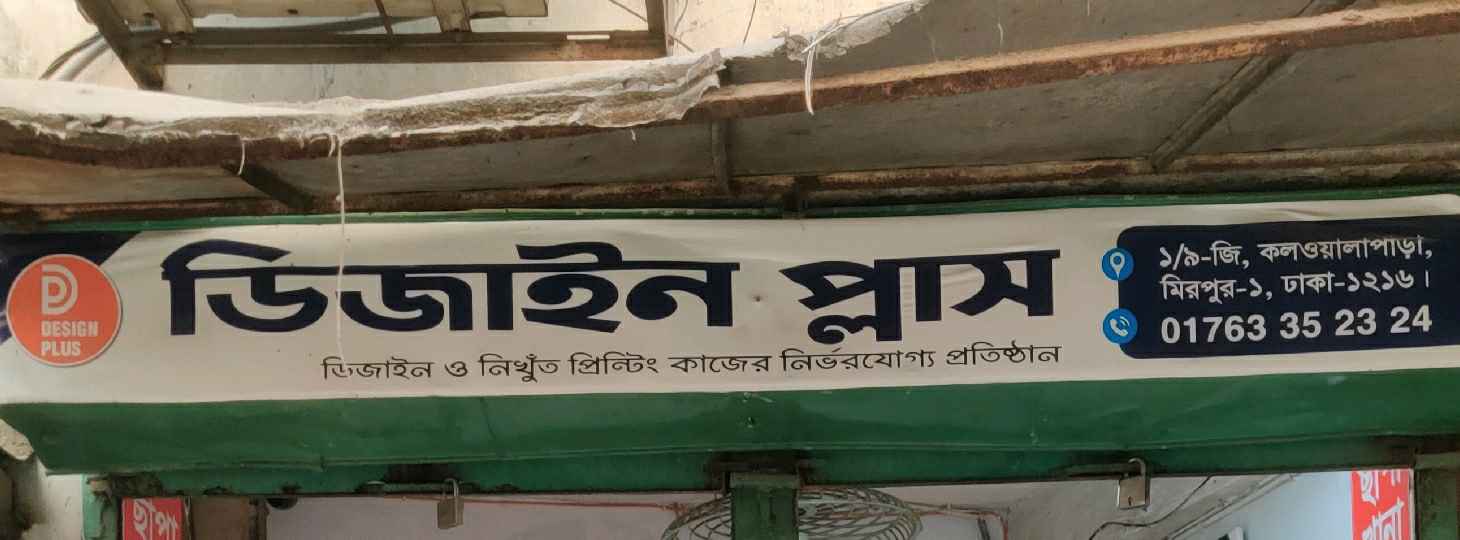 DESIGN
PLUS
ডিজাইন প্লাস
ডিজাইন ও নিখুঁত প্রিন্টিং কাজের নির্ভরযোগ্য প্রতিষ্ঠান
১/৯-জি, কলওয়ালাপাড়া,
মিরপুর-১, ঢাকা-১২১৬।
01763 35 23 24
ছাপা
ছাপা
খানা